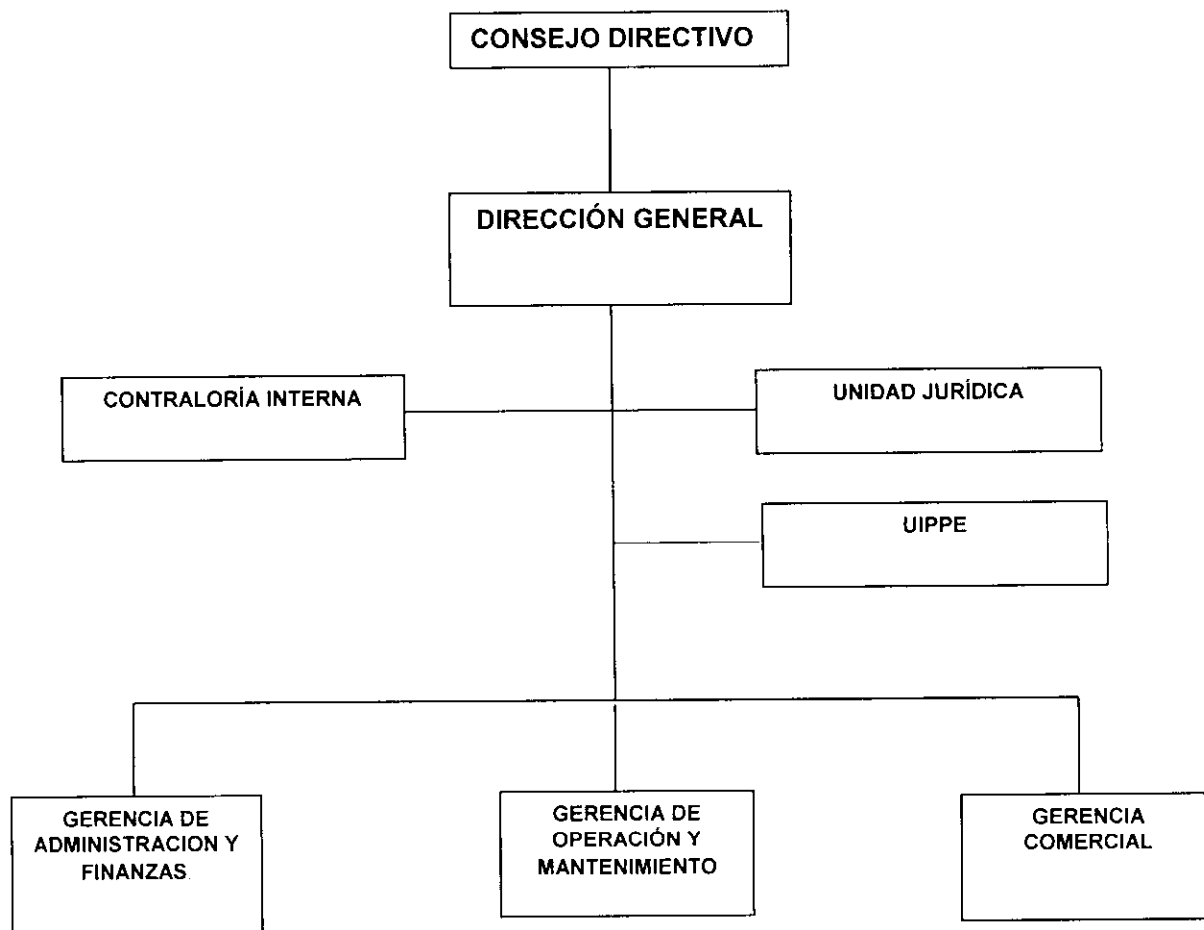 CONSEJO DIRECTIVO
DIRECCIÓN GENERAL
CONTRALORÍA INTERNA
UNIDAD JURÍDICA
UIPPE
GERENCIA DE
ADMINISTRACION Y
FINANZAS
GERENCIA DE
OPERACIÓN Y
MANTENIMIENTO
GERENCIA
COMERCIAL